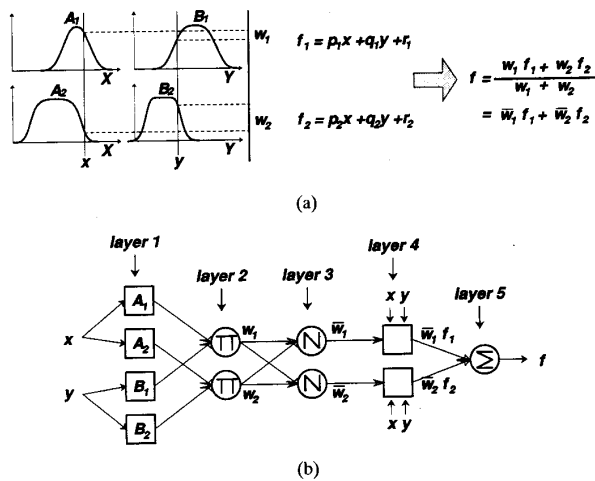 A₁ B₁ w₁ f₁ = p₁x+q₁y+r₁
X Y
f = w₁ f₁ + w₂ f₂ / w₁ + w₂
= w̅₁ f₁ + w̅₂ f₂
A₂ B₂ w₂ f₂ = p₂x+q₂y+r₂
x X y Y
(a)
layer 1 layer 2 layer 3 layer 4 layer 5
x y
A₁ A₂ B₁ B₂
x
y
Π w₁ N w̅₁ w̅₁ f₁
Π w₂ N w̅₂ w̅₂ f₂
Σ f
x y
(b)